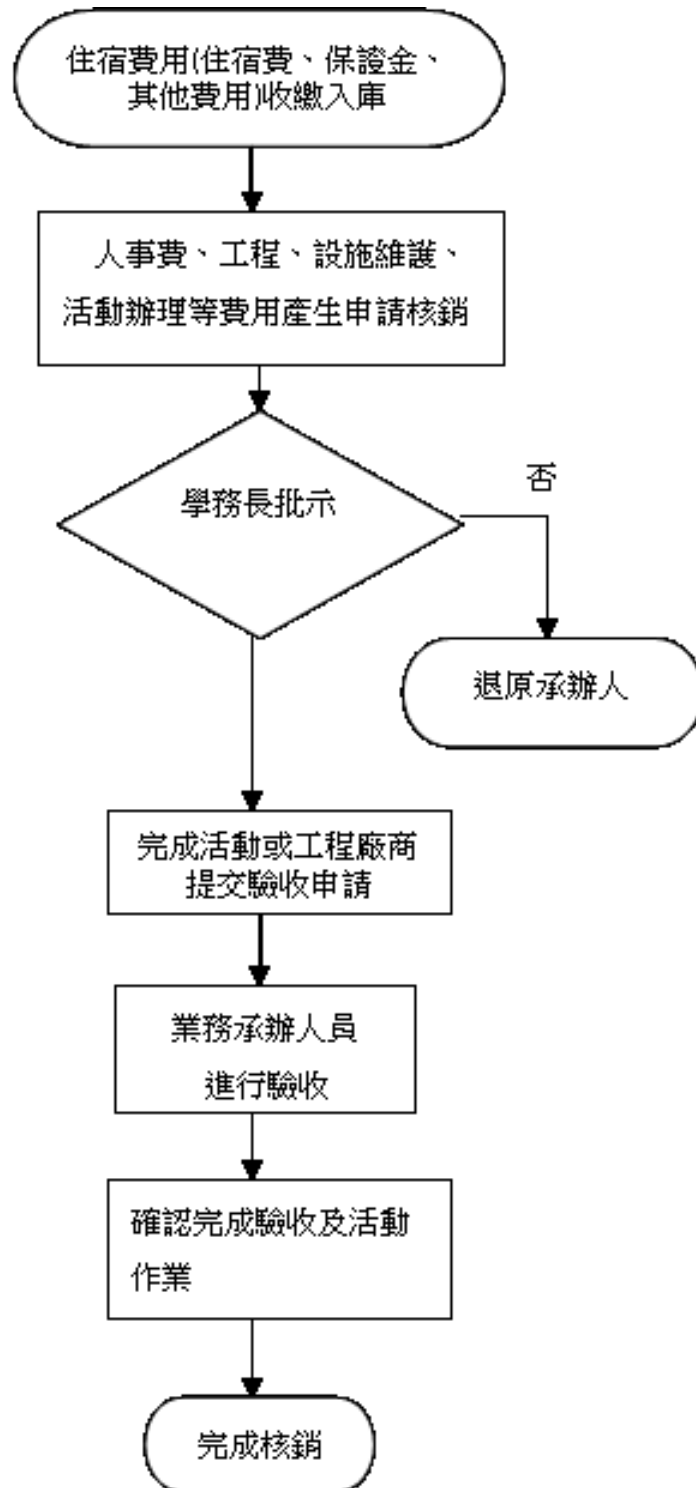 住宿費用(住宿費、保證金、
其他費用)收繳入庫
人事費、工程、設施維護、
活動辦理等費用產生申請核銷
學務長批示
否
退原承辦人
完成活動或工程廠商
提交驗收申請
業務承辦人員
進行驗收
確認完成驗收及活動
作業
完成核銷